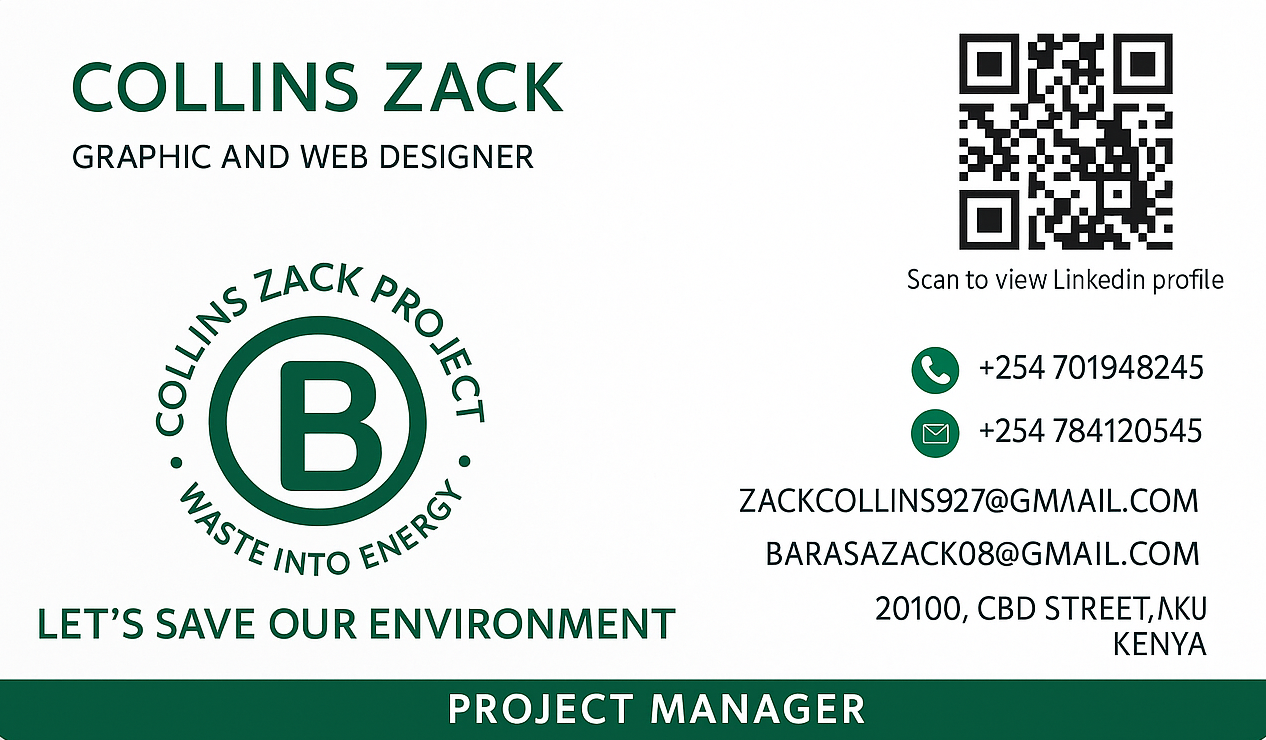 COLLINS ZACK
GRAPHIC AND WEB DESIGNER
Scan to view Linkedin profile
COLLINS ZACK PROJECT
• WASTE INTO ENERGY •
B
+254 701948245
+254 784120545
ZACKCOLLINS927@GMΛAIL.COM
BARASAZACK08@GMAIL.COM
20100, CBD STREET,ΛKU
KENYA
LET’S SAVE OUR ENVIRONMENT
PROJECT MANAGER